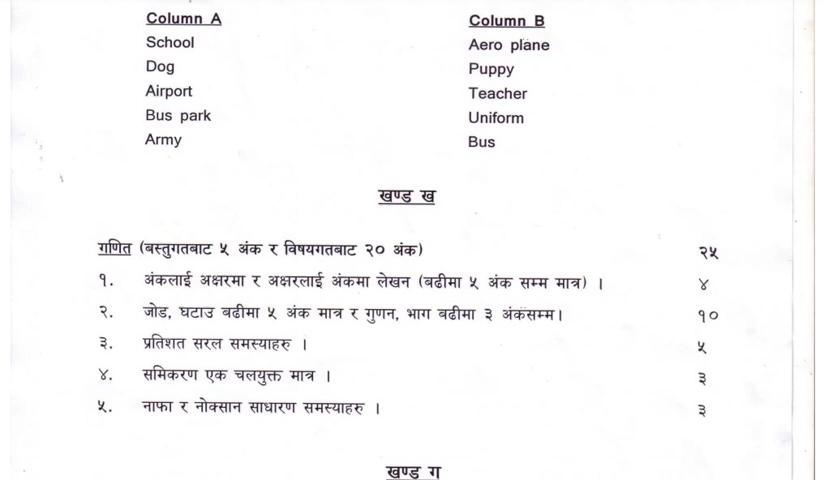 Column A Column B
School Aero plane
Dog Puppy
Airport Teacher
Bus park Uniform
Army Bus
खण्ड ख
गणित (बस्तुगतबाट ५ अंक र विषयगतबाट २० अंक) २५
१. अंकलाई अक्षरमा र अक्षरलाई अंकमा लेखन (बढीमा ५ अंक सम्म मात्र) । ४
२. जोड, घटाउ बढीमा ५ अंक मात्र र गुणन, भाग बढीमा ३ अंकसम्म। १०
३. प्रतिशत सरल समस्याहरु । ५
४. समिकरण एक चलयुक्त मात्र । ३
५. नाफा र नोक्सान साधारण समस्याहरु । ३
खण्ड ग